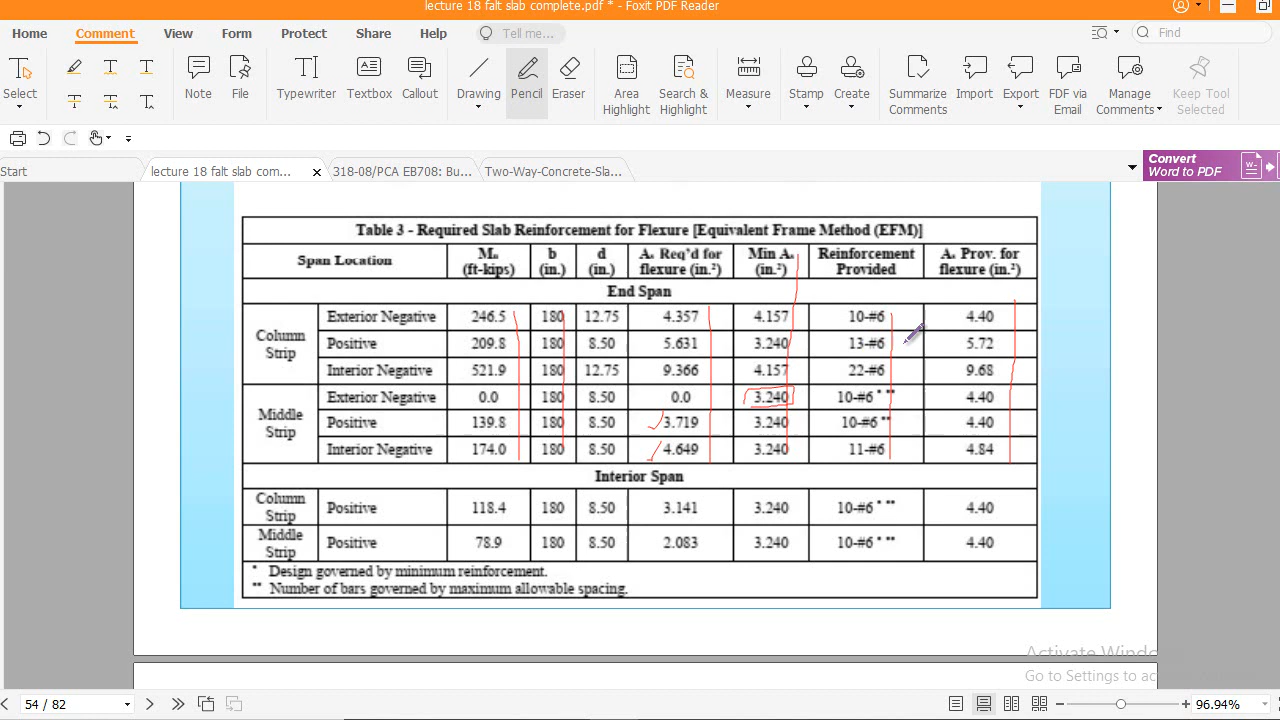 lecture 18 falt slab complete.pdf * - Foxit PDF Reader
Home Comment View Form Protect Share Help Tell me... Find
Select Note File Typewriter Textbox Callout Drawing Pencil Eraser Area Highlight Search & Highlight Measure Stamp Create Summarize Comments Import Export FDF via Email Manage Comments Keep Tool Selected
Start lecture 18 falt slab com... 318-08/PCA EB708: Bu... Two-Way-Concrete-Sla... Convert Word to PDF
Table 3 - Required Slab Reinforcement for Flexure [Equivalent Frame Method (EFM)]
Span Location Mu (ft-kips) b (in.) d (in.) As Req'd for flexure (in.²) Min As (in.²) Reinforcement Provided As Prov. for flexure (in.²)
End Span
Column Strip Exterior Negative 246.5 180 12.75 4.357 4.157 10-#6 4.40
Positive 209.8 180 8.50 5.631 3.240 13-#6 5.72
Interior Negative 521.9 180 12.75 9.366 4.157 22-#6 9.68
Middle Strip Exterior Negative 0.0 180 8.50 0.0 3.240 10-#6 * ** 4.40
Positive 139.8 180 8.50 3.719 3.240 10-#6 ** 4.40
Interior Negative 174.0 180 8.50 4.649 3.240 11-#6 4.84
Interior Span
Column Strip Positive 118.4 180 8.50 3.141 3.240 10-#6 * ** 4.40
Middle Strip Positive 78.9 180 8.50 2.083 3.240 10-#6 * ** 4.40
* Design governed by minimum reinforcement.
** Number of bars governed by maximum allowable spacing.
Activate Windo
Go to Settings to ac
54 / 82 96.94%